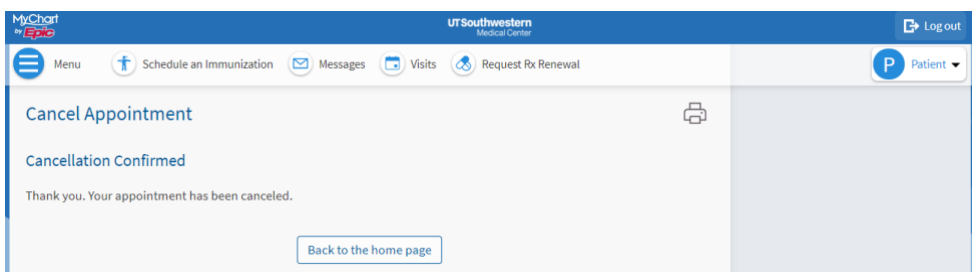 MyChart
by Epic
UTSouthwestern
Medical Center
Log out
Menu
Schedule an Immunization
Messages
Visits
Request Rx Renewal
P
Patient
Cancel Appointment
Cancellation Confirmed
Thank you. Your appointment has been canceled.
Back to the home page